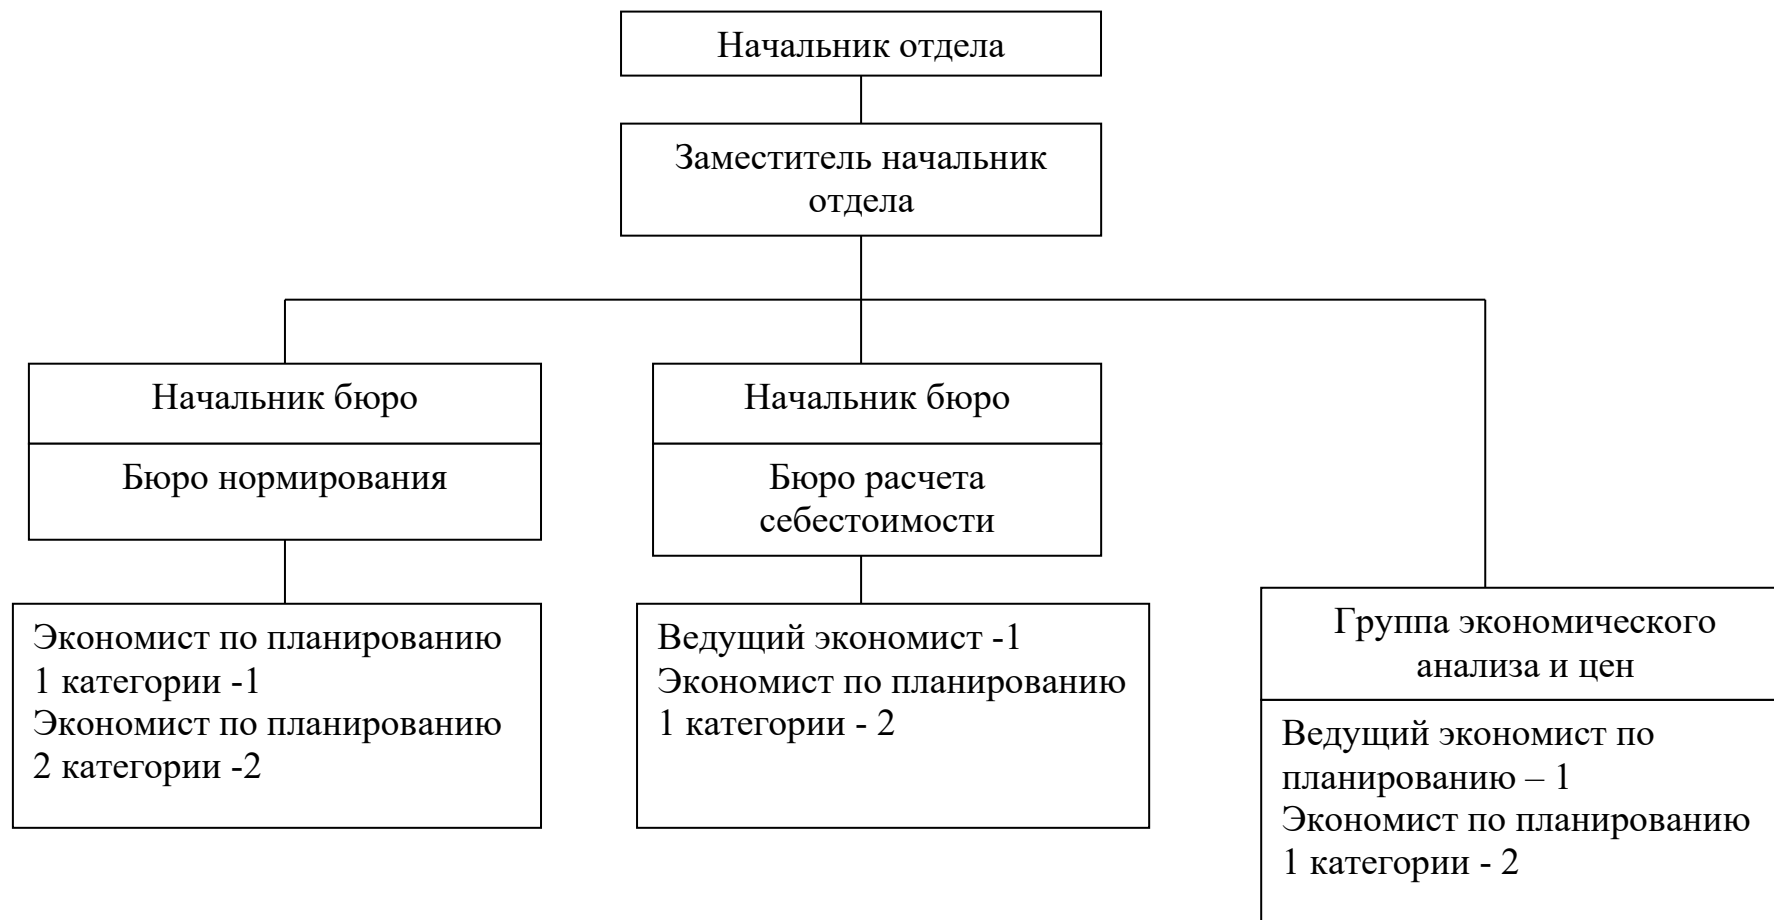 Начальник отдела
Заместитель начальник
отдела
Начальник бюро
Бюро нормирования
Экономист по планированию
1 категории -1
Экономист по планированию
2 категории -2
Начальник бюро
Бюро расчета
себестоимости
Ведущий экономист -1
Экономист по планированию
1 категории - 2
Группа экономического
анализа и цен
Ведущий экономист по
планированию – 1
Экономист по планированию
1 категории - 2